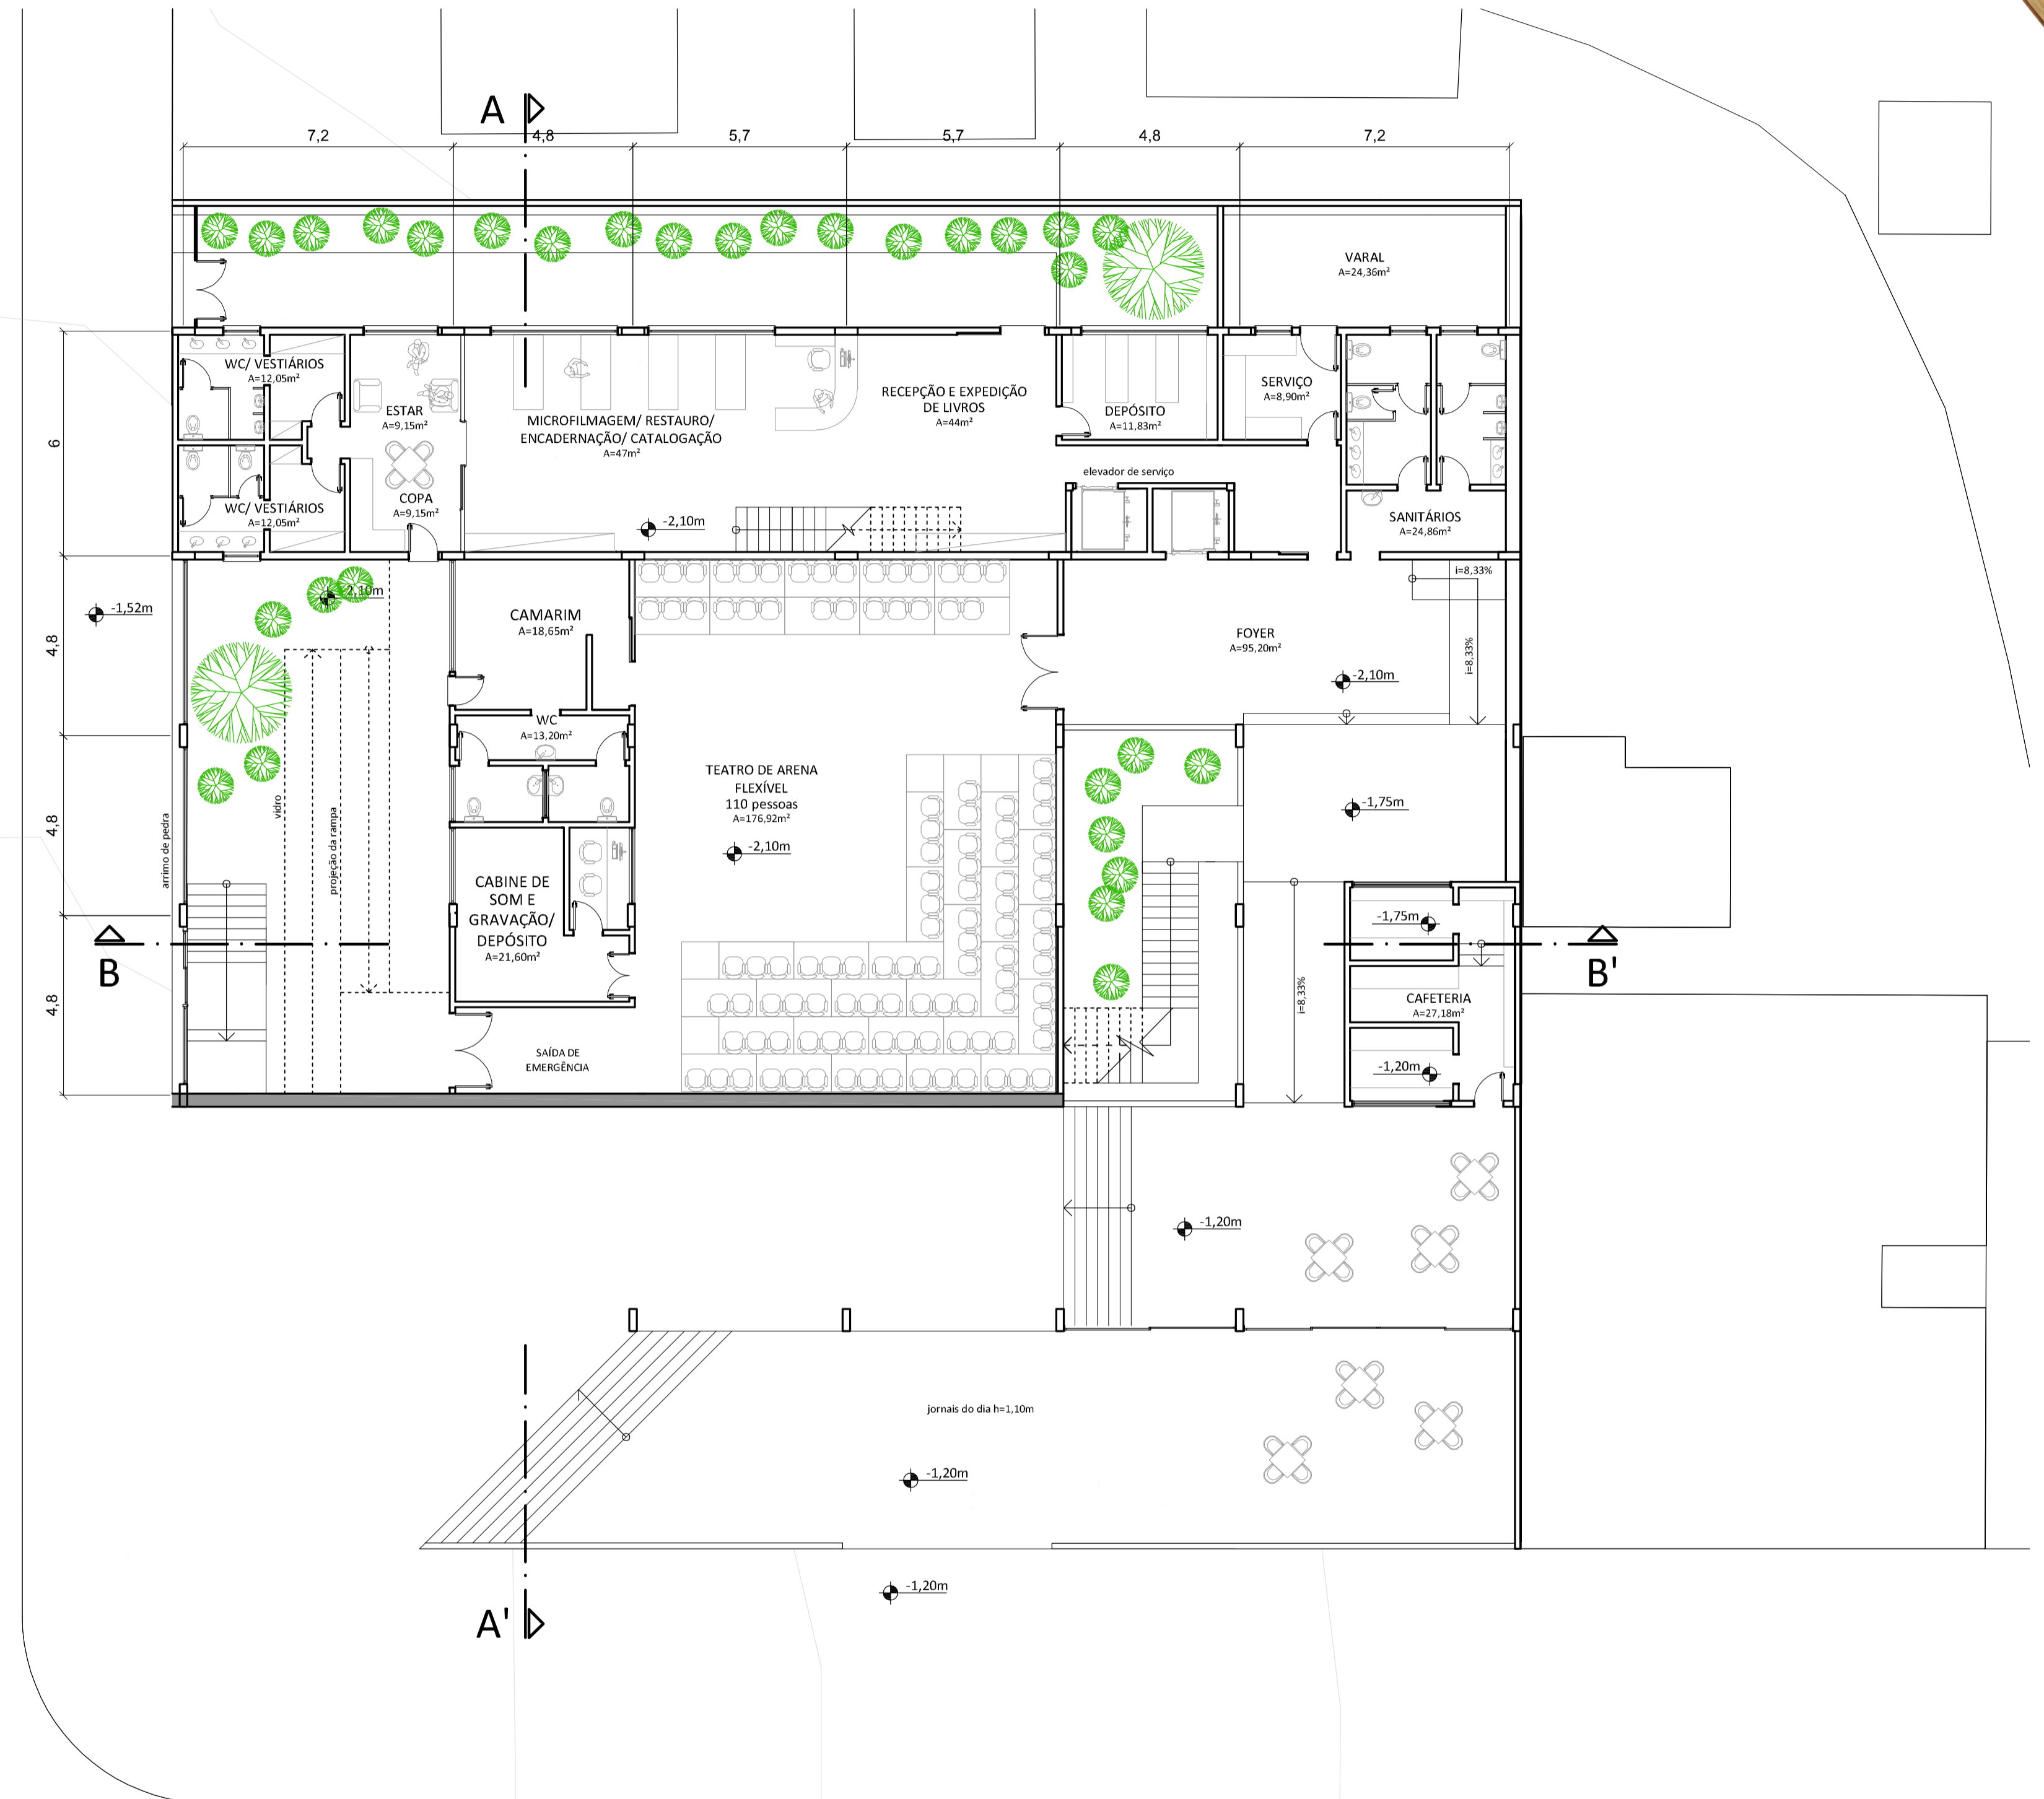 A
7,2
4,8
5,7
5,7
4,8
7,2
VARAL
A=24,36m²
WC/ VESTIÁRIOS
A=12,05m²
ESTAR
A=9,15m²
MICROFILMAGEM/ RESTAURO/
ENCADERNAÇÃO/ CATALOGAÇÃO
A=47m²
RECEPÇÃO E EXPEDIÇÃO
DE LIVROS
A=44m²
DEPÓSITO
A=11,83m²
SERVIÇO
A=8,90m²
6
elevador de serviço
COPA
A=9,15m²
WC/ VESTIÁRIOS
A=12,05m²
-2,10m
SANITÁRIOS
A=24,86m²
i=8,33%
-1,52m
-2,10m
4,8
CAMARIM
A=18,65m²
FOYER
A=95,20m²
i=8,33%
-2,10m
WC
A=13,20m²
TEATRO DE ARENA
FLEXÍVEL
110 pessoas
A=176,92m²
-2,10m
-1,75m
4,8
arrimo de pedra
vidro
projeção da rampa
CABINE DE
SOM E
GRAVAÇÃO/
DEPÓSITO
A=21,60m²
-1,75m
B
B'
4,8
i=8,33%
CAFETERIA
A=27,18m²
SAÍDA DE
EMERGÊNCIA
-1,20m
-1,20m
jornais do dia h=1,10m
-1,20m
-1,20m
A'